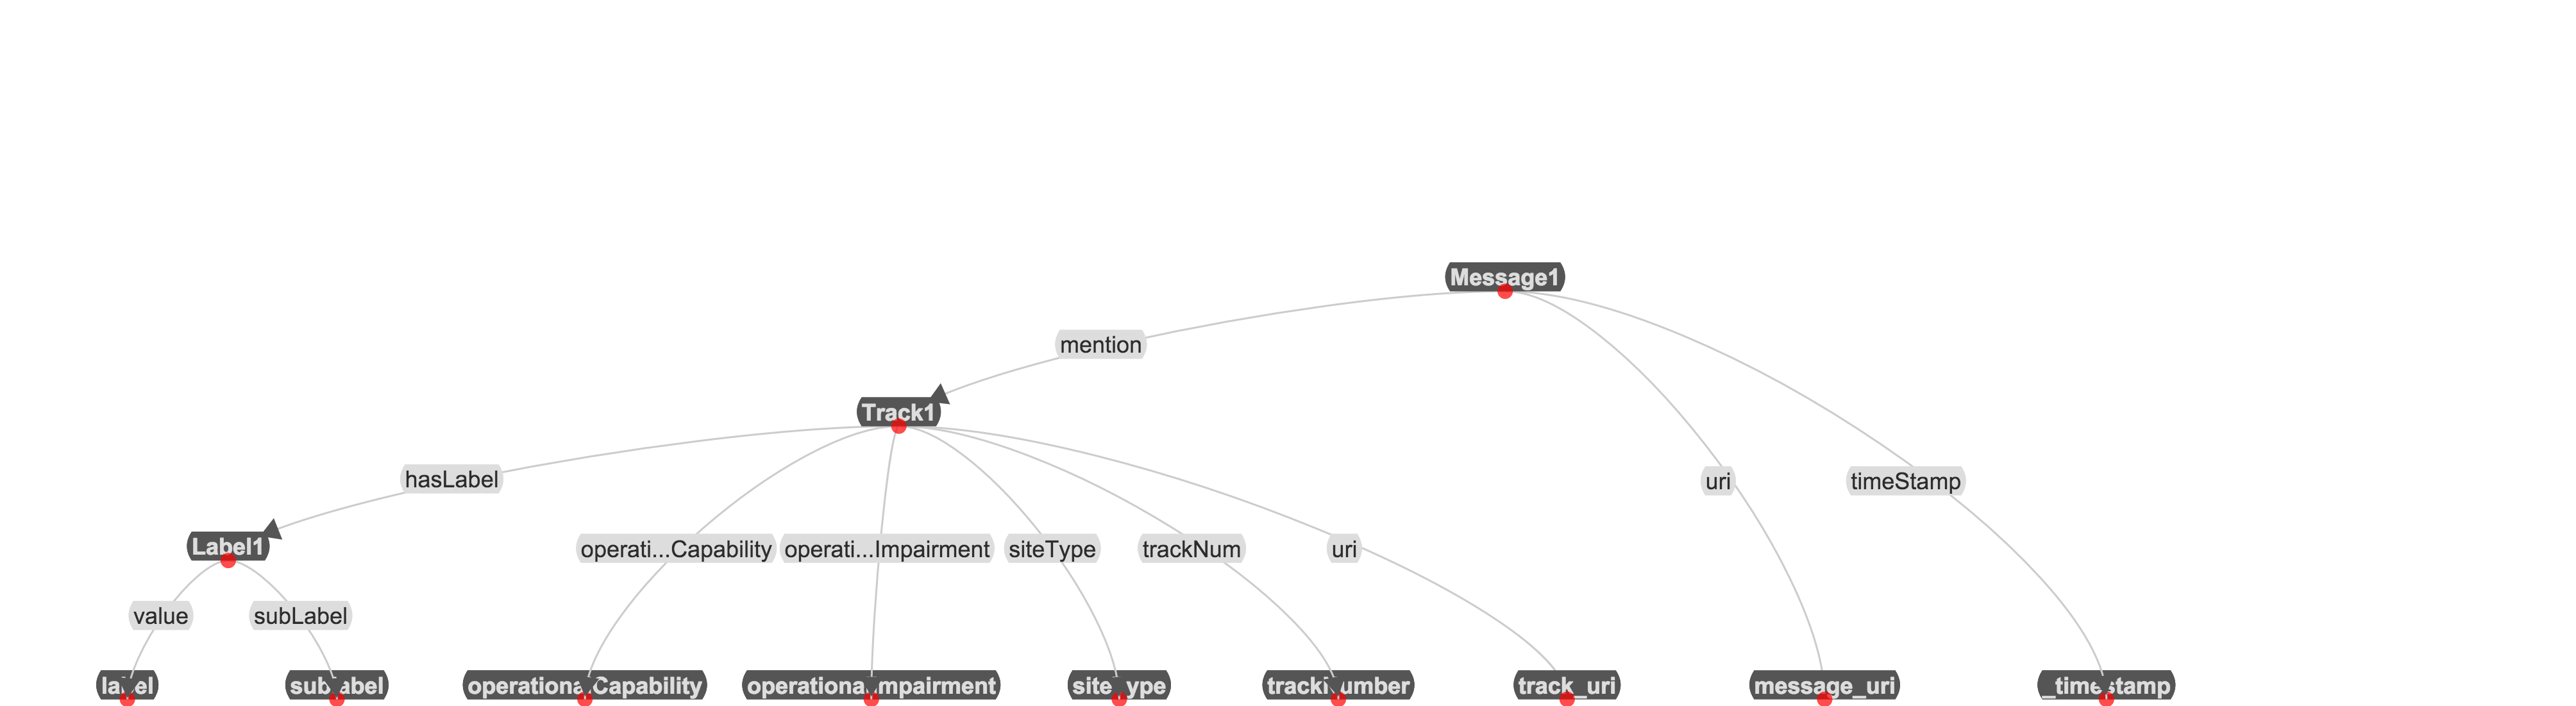 Message1
mention
Track1
hasLabel
uri
timeStamp
Label1
operati...Capability
operati...Impairment
siteType
trackNum
uri
value
subLabel
label
subLabel
operationalCapability
operationalImpairment
siteType
trackNumber
track_uri
message_uri
_timestamp